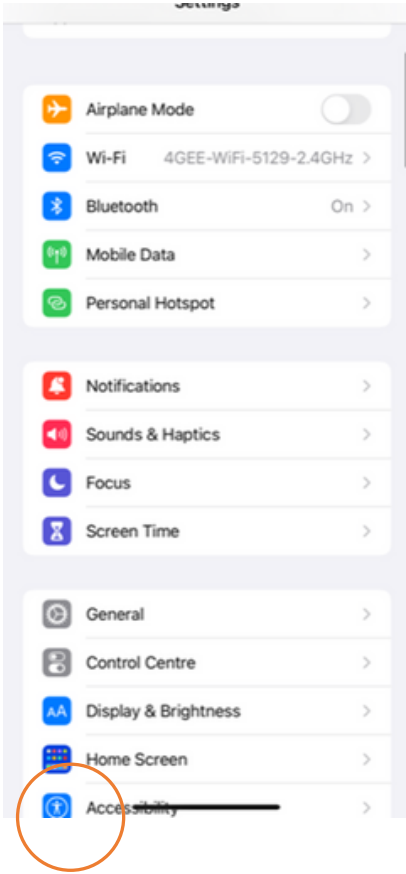 Settings
Airplane Mode
Wi-Fi 4GEE-WiFi-5129-2.4GHz
Bluetooth On
Mobile Data
Personal Hotspot
Notifications
Sounds & Haptics
Focus
Screen Time
General
Control Centre
AA Display & Brightness
Home Screen
Accessibility